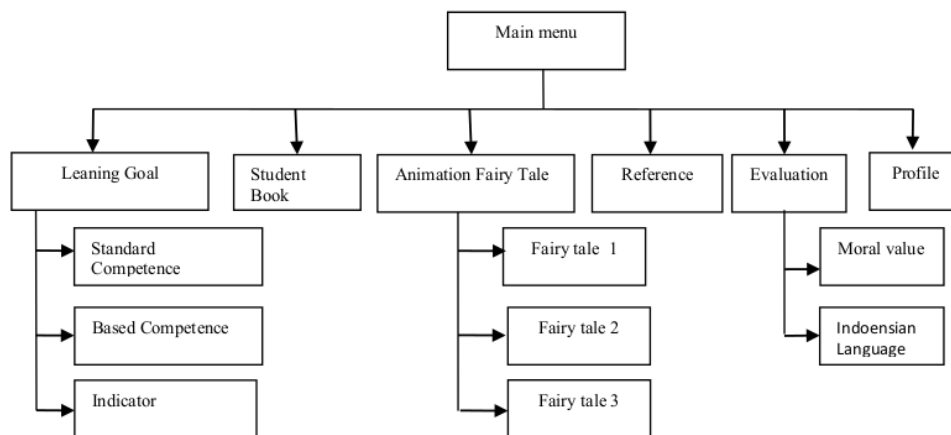 Main menu
Leaning Goal
Student
Book
Animation Fairy Tale
Reference
Evaluation
Profile
Standard
Competence
Based Competence
Indicator
Fairy tale 1
Fairy tale 2
Fairy tale 3
Moral value
Indoensian
Language